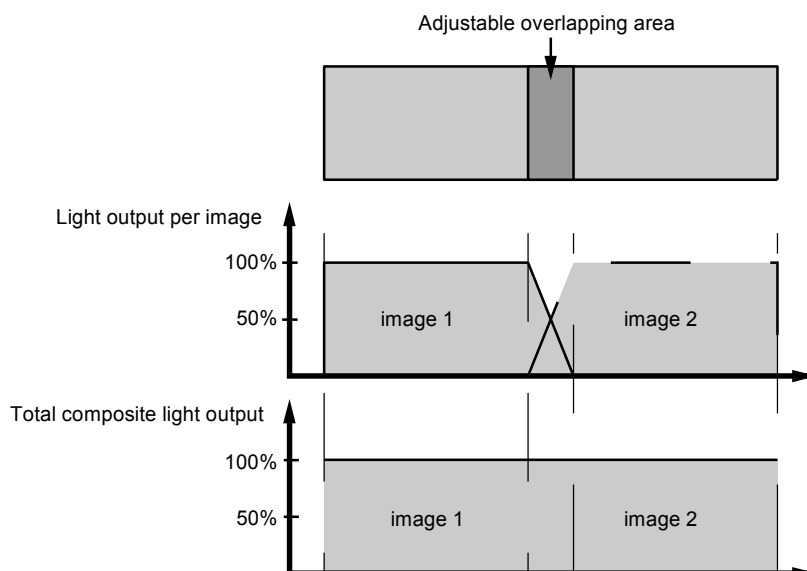 Adjustable overlapping area
Light output per image
100%
50%
image 1
image 2
Total composite light output
100%
50%
image 1
image 2